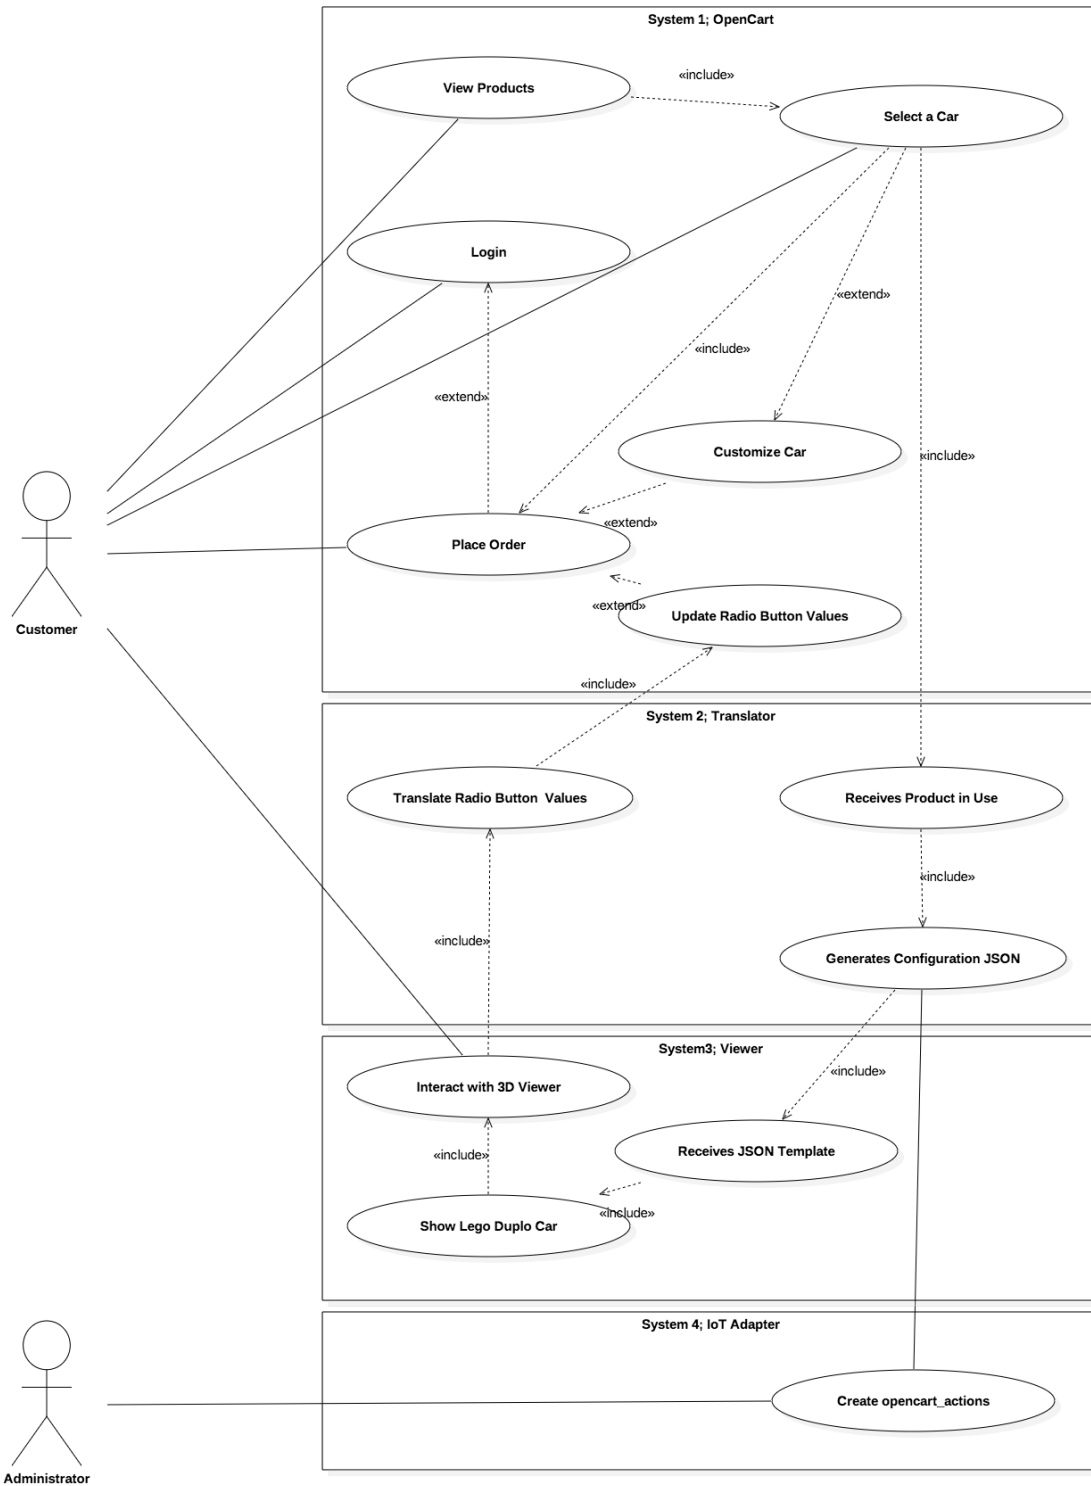 System 1; OpenCart
«include»
View Products
Select a Car
Login
«extend»
«include»
«extend»
Customize Car
«include»
«extend»
Place Order
«extend»
Update Radio Button Values
Customer
«include»
System 2; Translator
Translate Radio Button  Values
Receives Product in Use
«include»
«include»
Generates Configuration JSON
System3; Viewer
«include»
Interact with 3D Viewer
Receives JSON Template
«include»
«include»
Show Lego Duplo Car
System 4; IoT Adapter
Create opencart_actions
Administrator